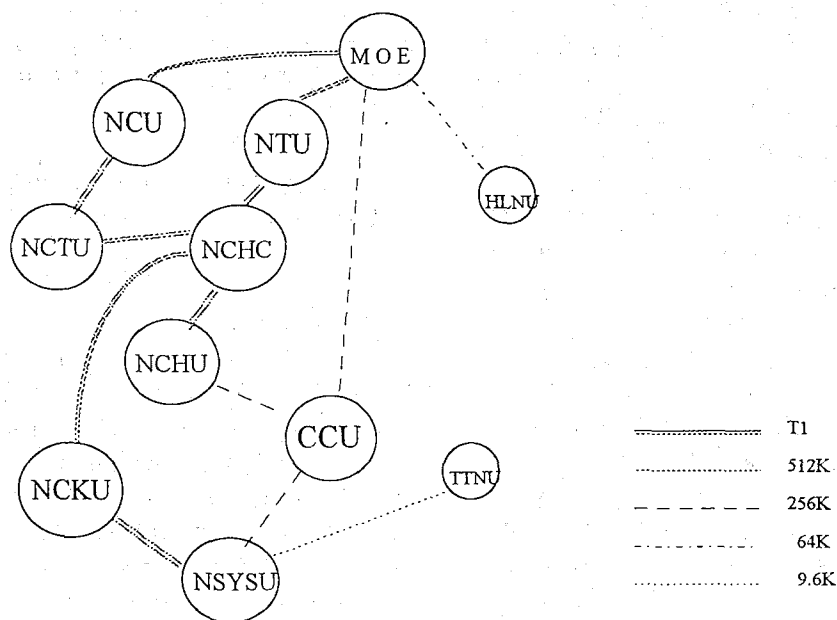 MOE
NCU
NTU
HLNU
NCTU
NCHC
NCHU
CCU
TTNU
NCKU
NSYSU
T1
512K
256K
64K
9.6K